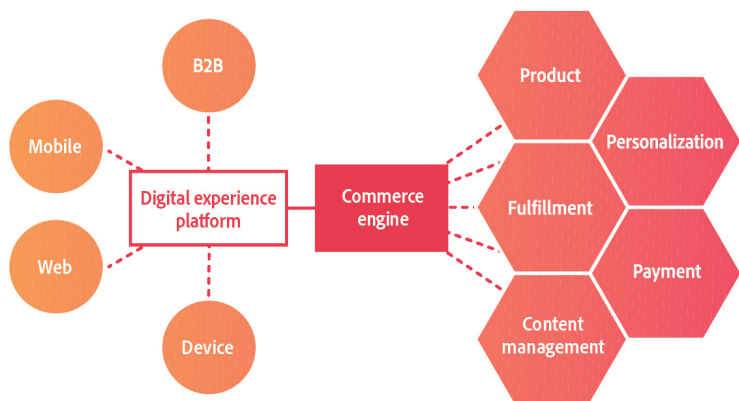 B2B
Mobile
Web
Device
Digital experience
platform
Commerce
engine
Product
Personalization
Fulfillment
Payment
Content
management